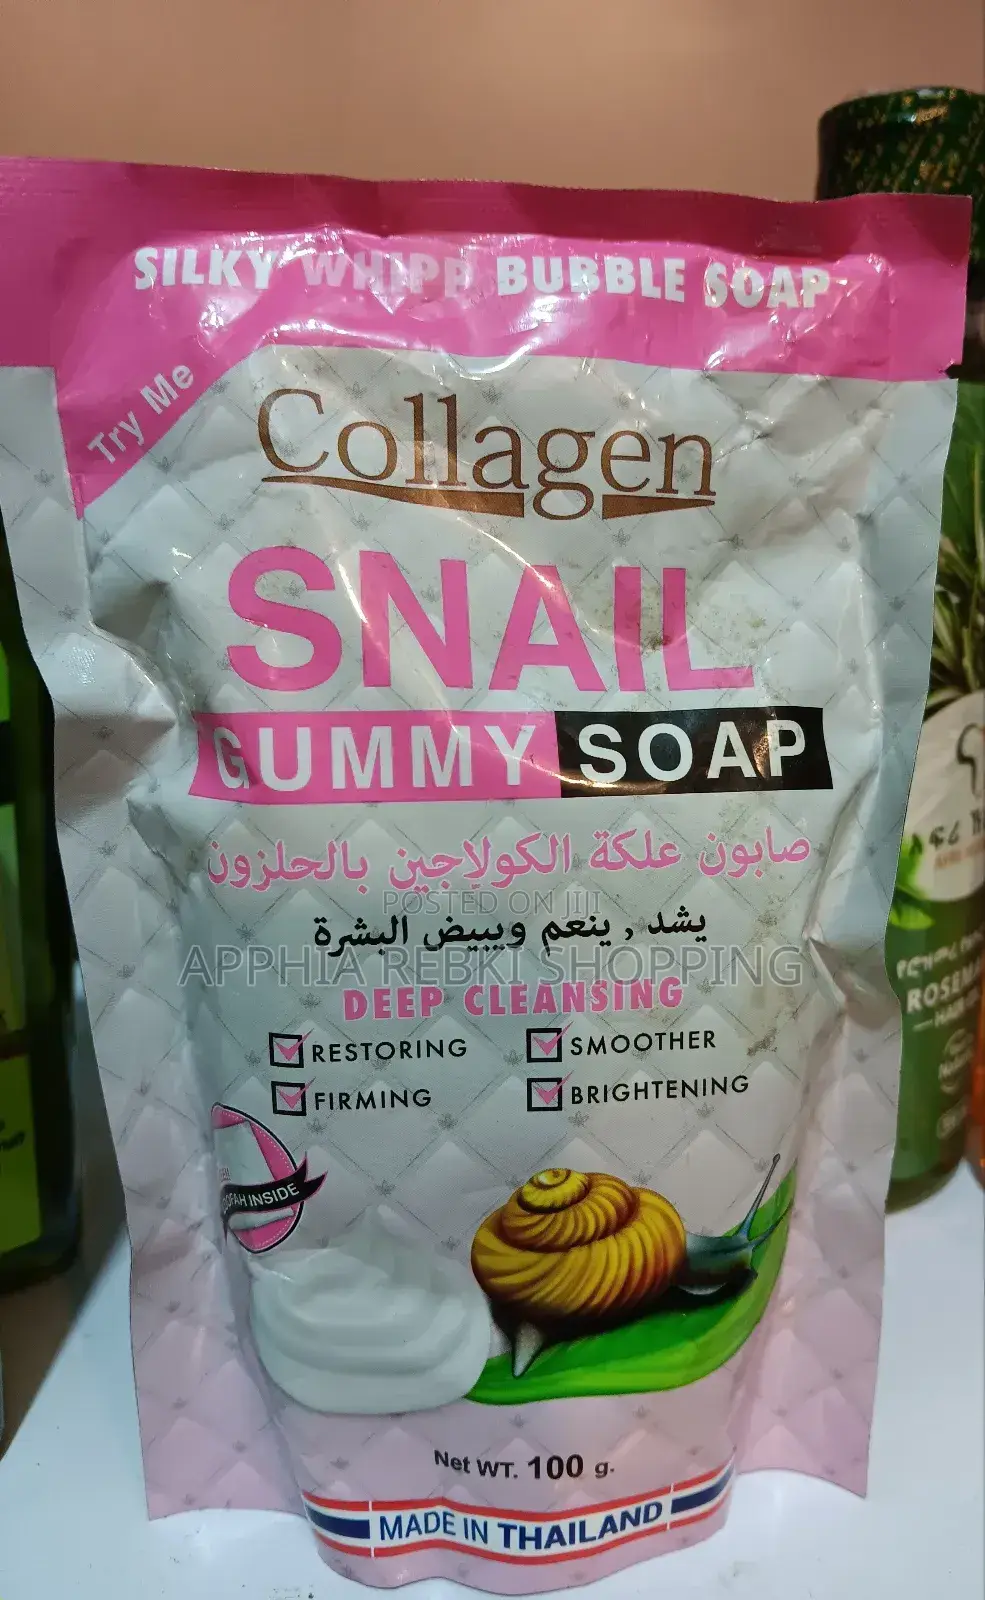 SILKY WHIPP BUBBLE SOAP
Try Me
Collagen
SNAIL
GUMMY SOAP
صابون علكة الكولاجين بالحلزون
POSTED ON JIJI
يشد , ينعم ويبيض البشرة
APPHIA REBKI SHOPPING
DEEP CLEANSING
RESTORING
SMOOTHER
FIRMING
BRIGHTENING
INSIDE
Net WT. 100 g.
MADE IN THAILAND